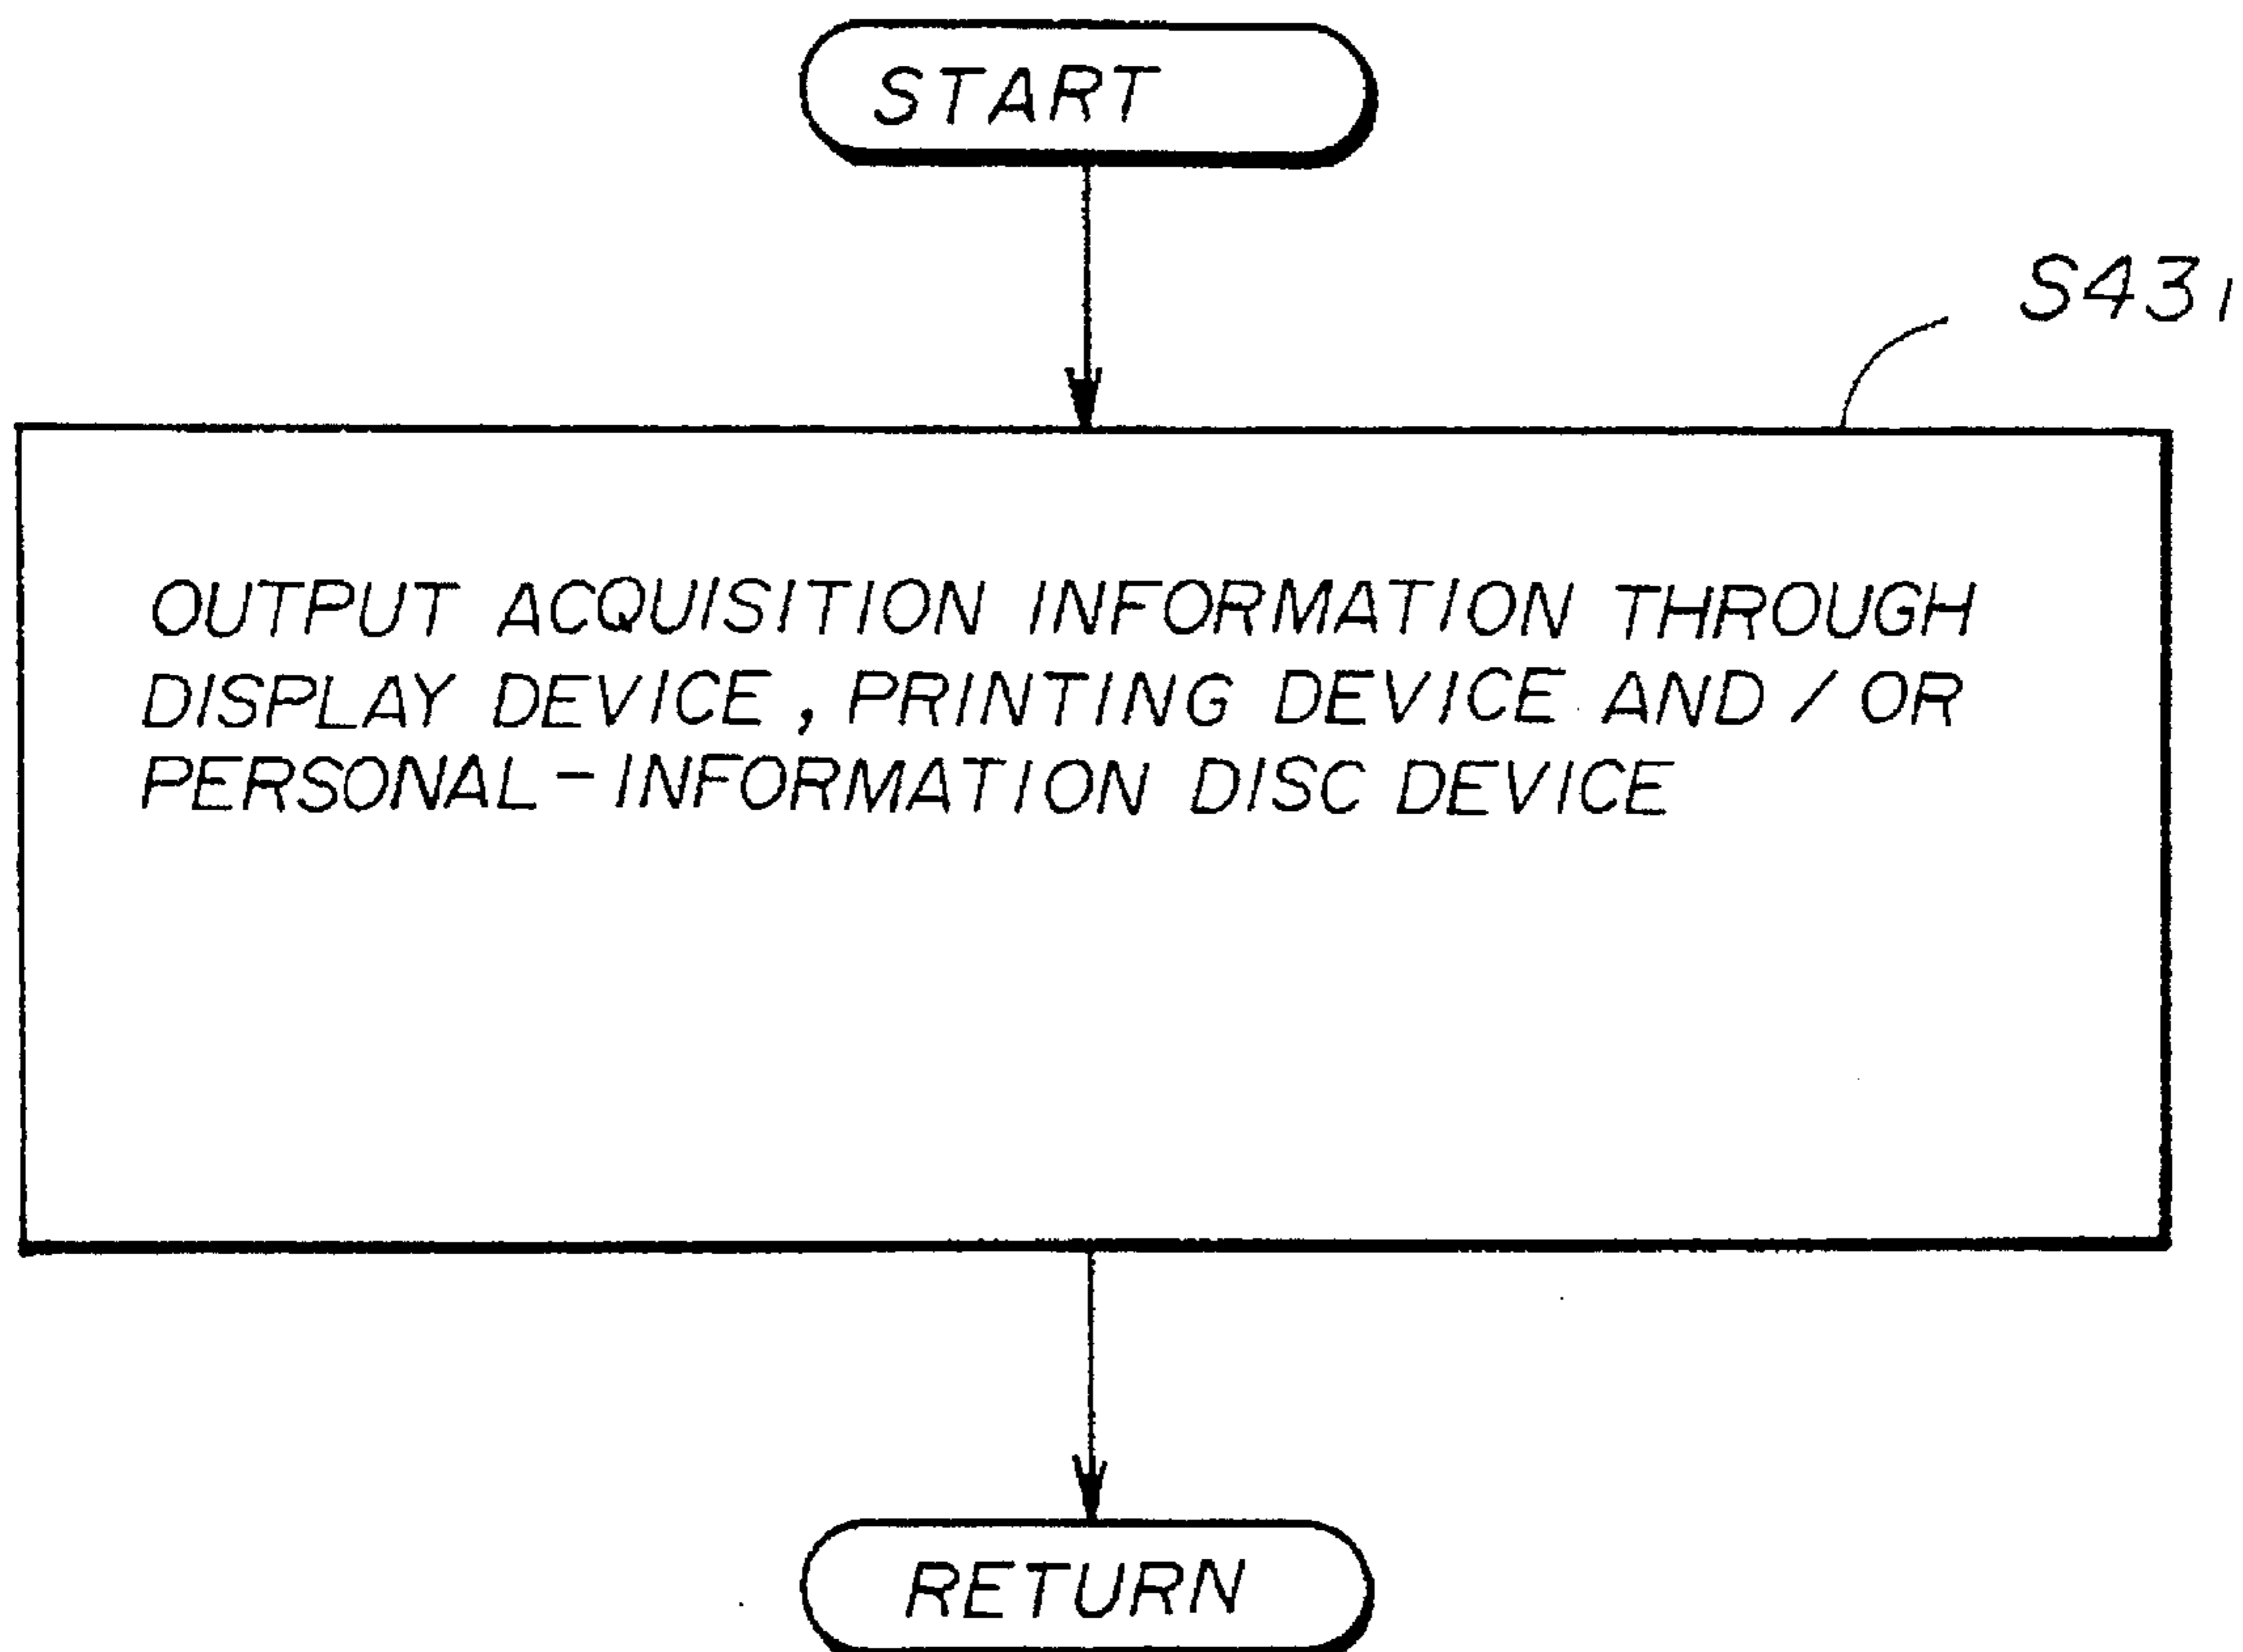 START
S431
OUTPUT ACQUISITION INFORMATION THROUGH
DISPLAY DEVICE, PRINTING DEVICE AND / OR
PERSONAL-INFORMATION DISC DEVICE
RETURN